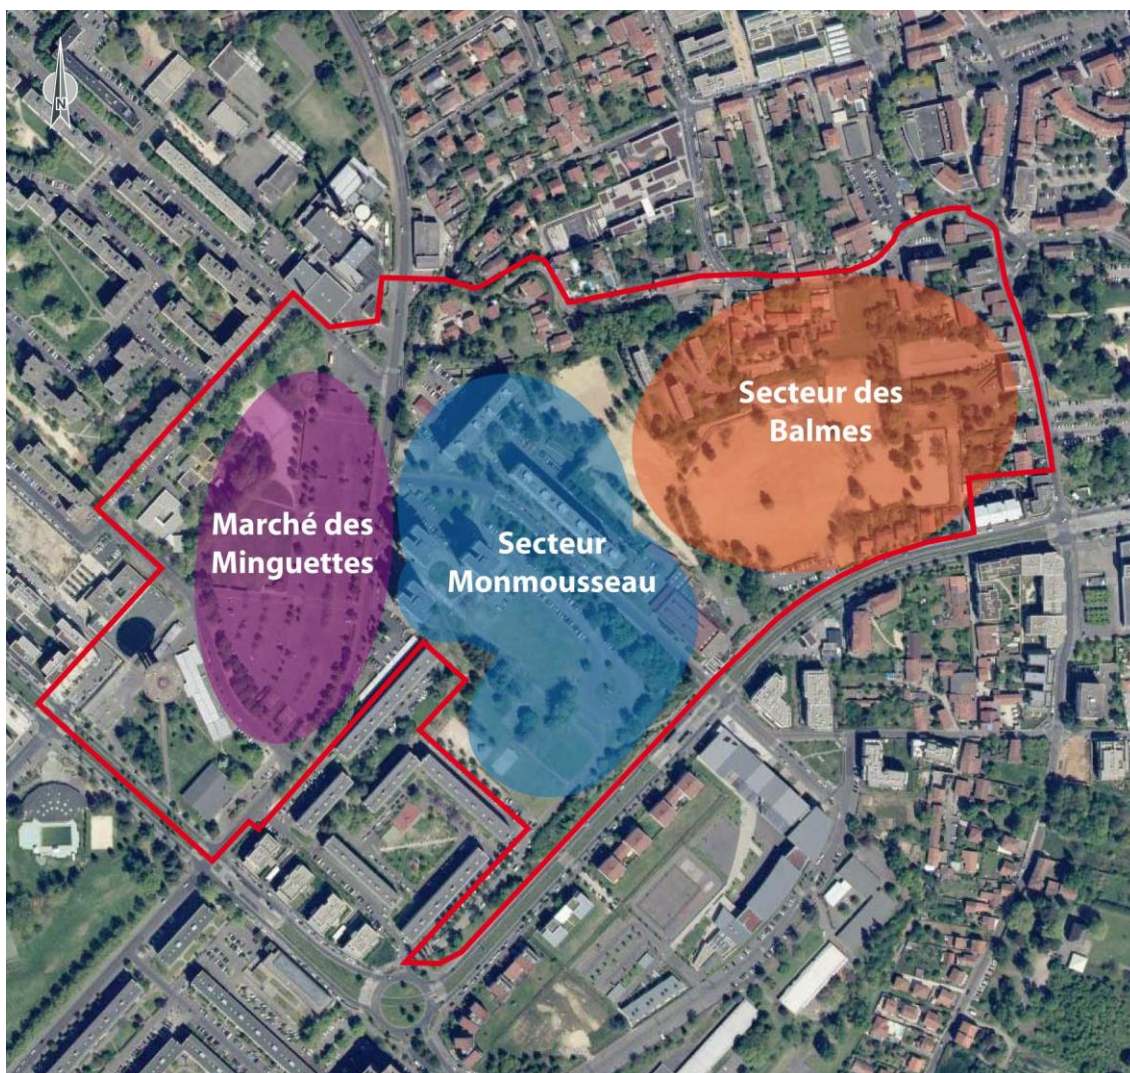 N
Secteur des
Balmes
Marché des
Minguettes
Secteur
Monmousseau